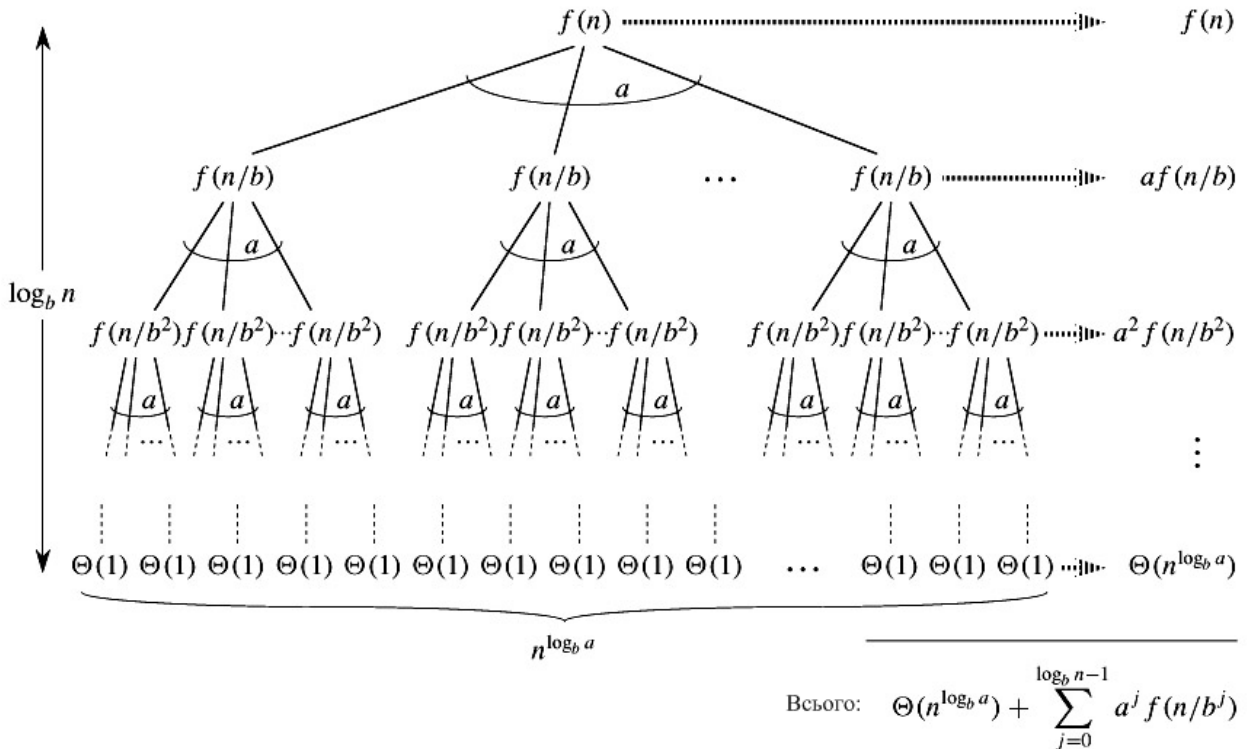 f(n) f(n)
a
f(n/b) f(n/b) ... f(n/b) af(n/b)
a a a
log_b n
f(n/b²) f(n/b²) ... f(n/b²) f(n/b²) f(n/b²) ... f(n/b²) f(n/b²) f(n/b²) ... f(n/b²) a² f(n/b²)
a a a a a a a a a
... ... ... ... ... ... ... ... ...
⋮
Θ(1) Θ(1) Θ(1) Θ(1) Θ(1) Θ(1) Θ(1) Θ(1) Θ(1) Θ(1) ... Θ(1) Θ(1) Θ(1) Θ(n^{log_b a})
n^{log_b a}
Всього: Θ(n^{log_b a}) + \sum_{j=0}^{log_b n-1} a^j f(n/b^j)